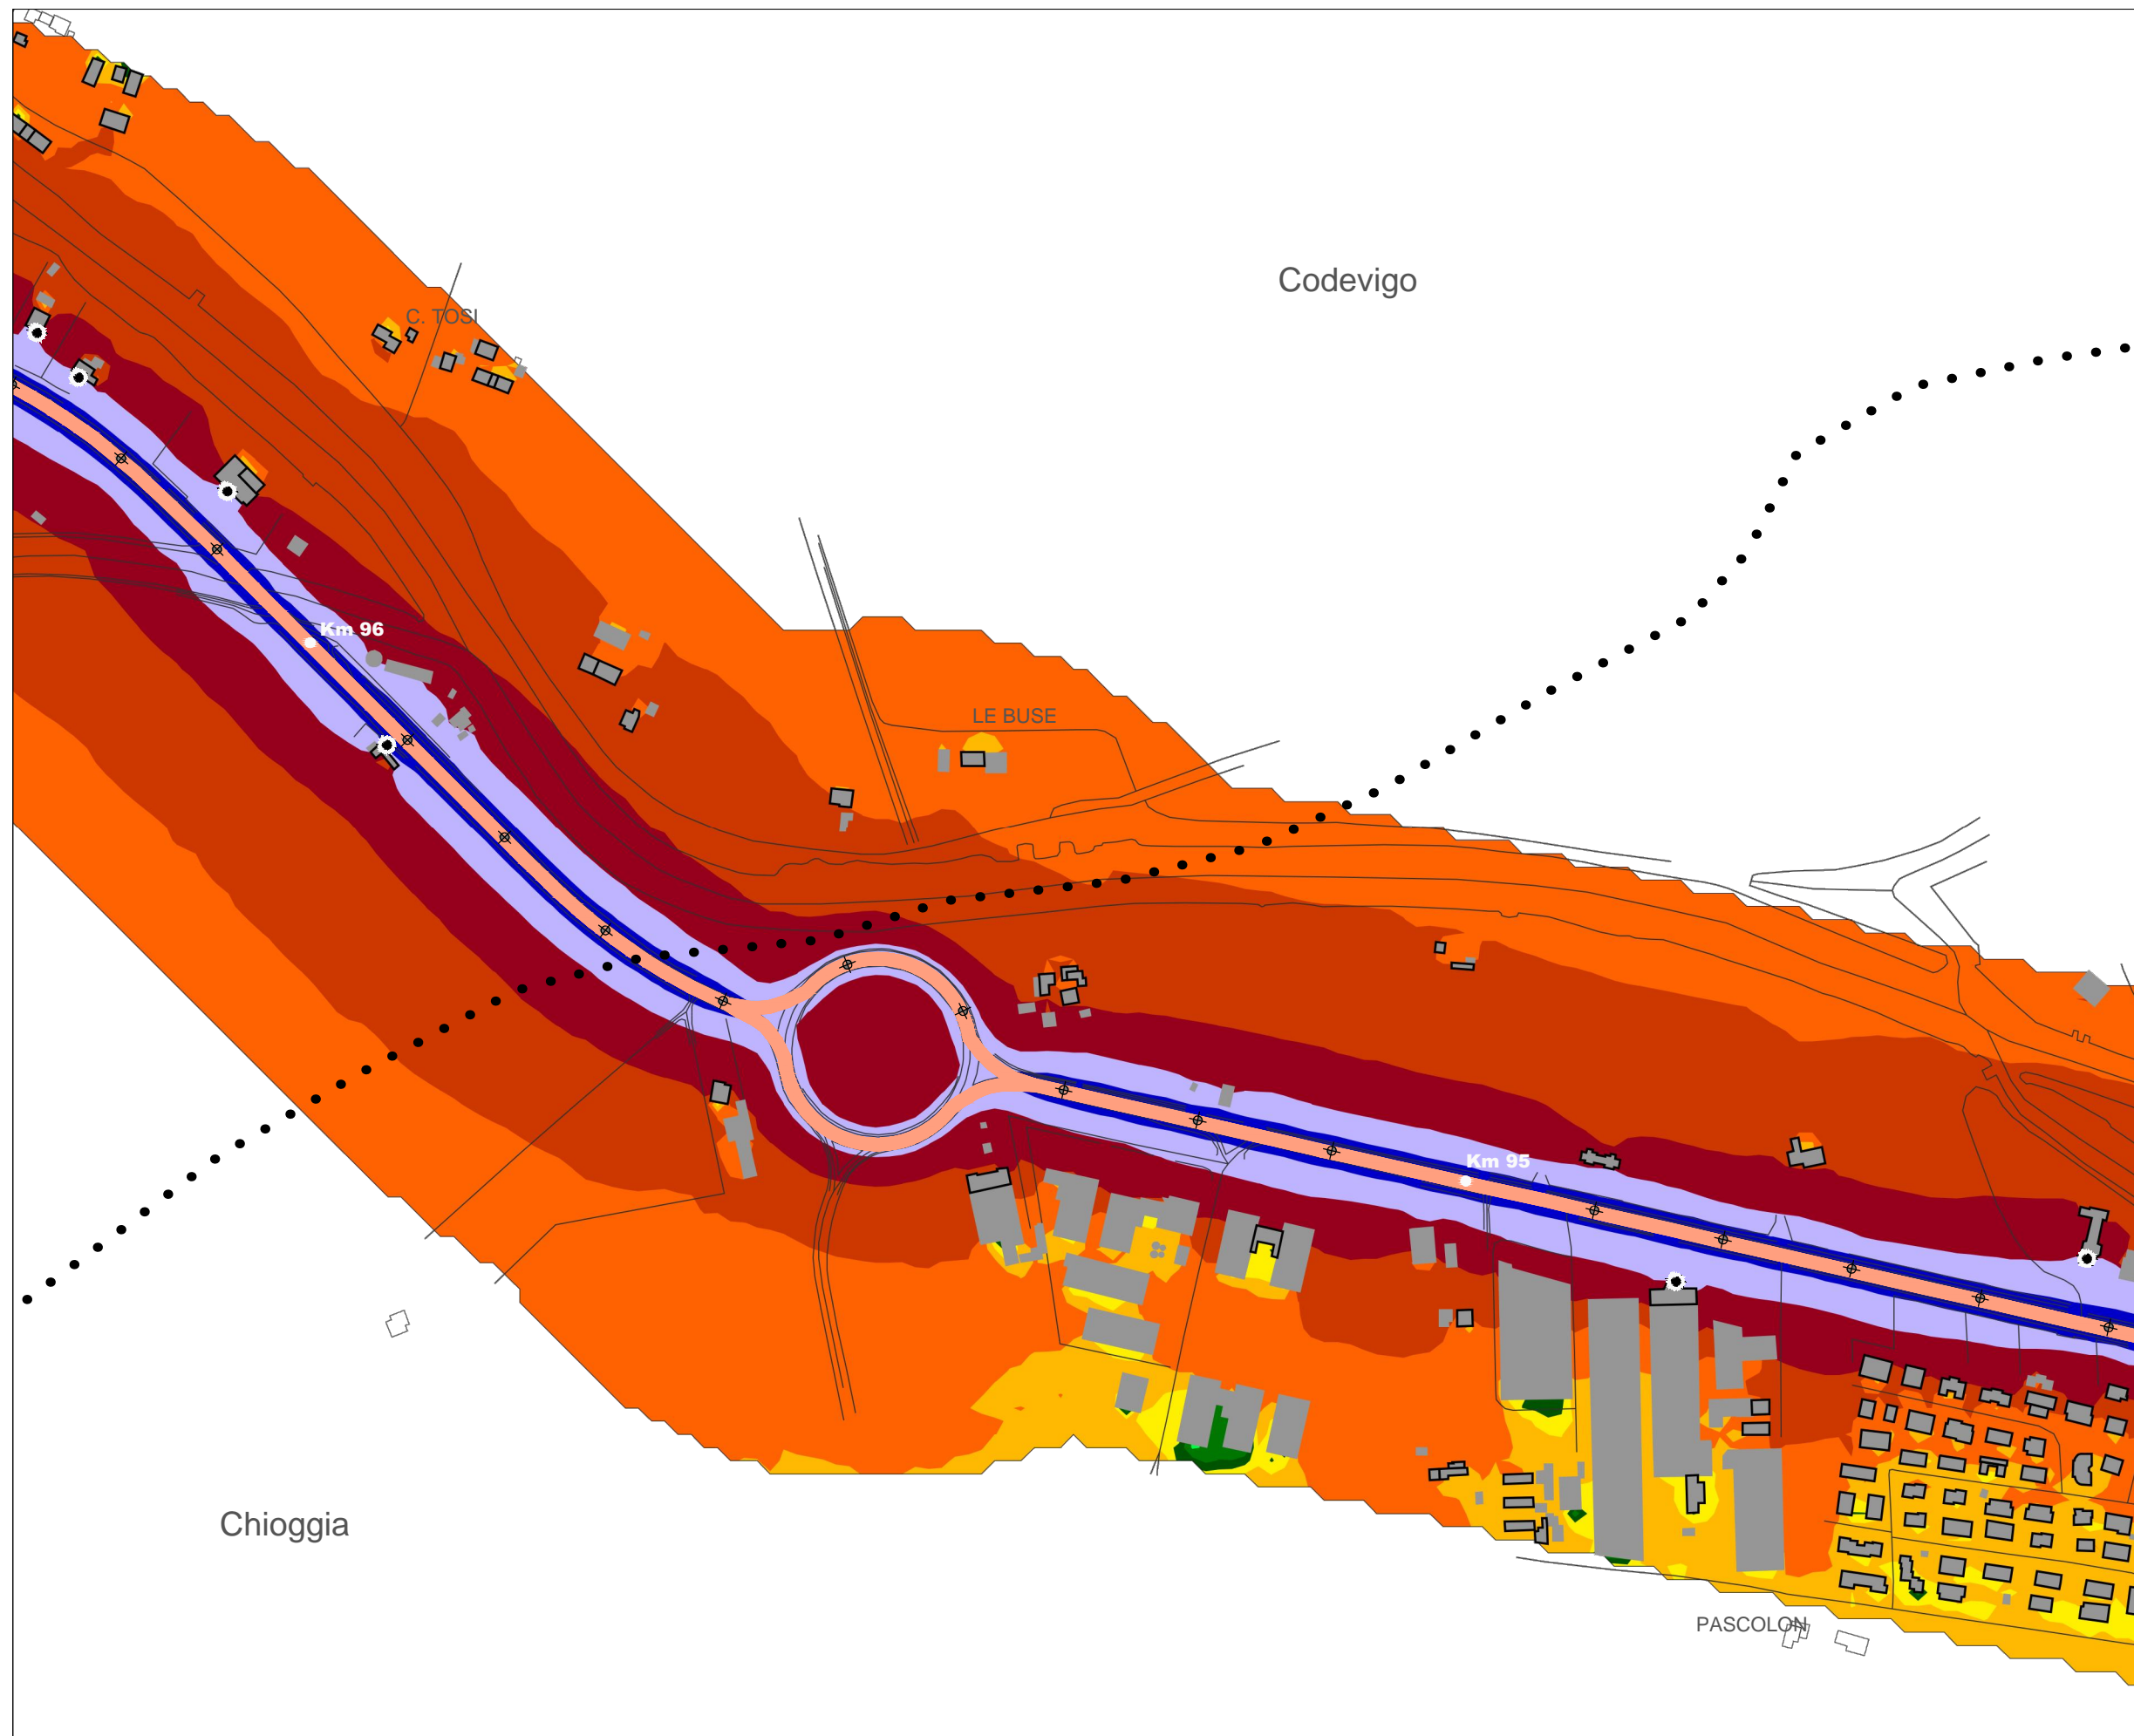 Codevigo
C. TOSI
Km 96
LE BUSE
Km 95
Chioggia
PASCOLON